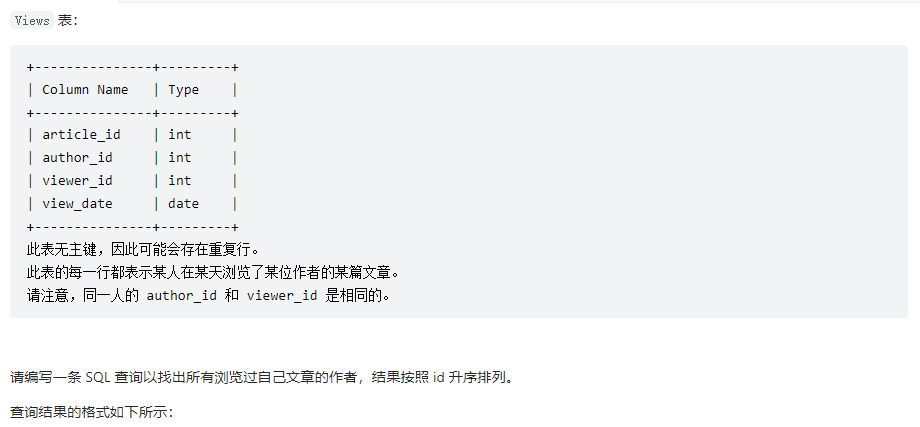 Views 表:
+---------------+---------+
| Column Name   | Type    |
+---------------+---------+
| article_id    | int     |
| author_id     | int     |
| viewer_id     | int     |
| view_date     | date    |
+---------------+---------+
此表无主键，因此可能会存在重复行。
此表的每一行都表示某人在某天浏览了某位作者的某篇文章。
请注意，同一人的 author_id 和 viewer_id 是相同的。
请编写一条 SQL 查询以找出所有浏览过自己文章的作者，结果按照 id 升序排列。
查询结果的格式如下所示：